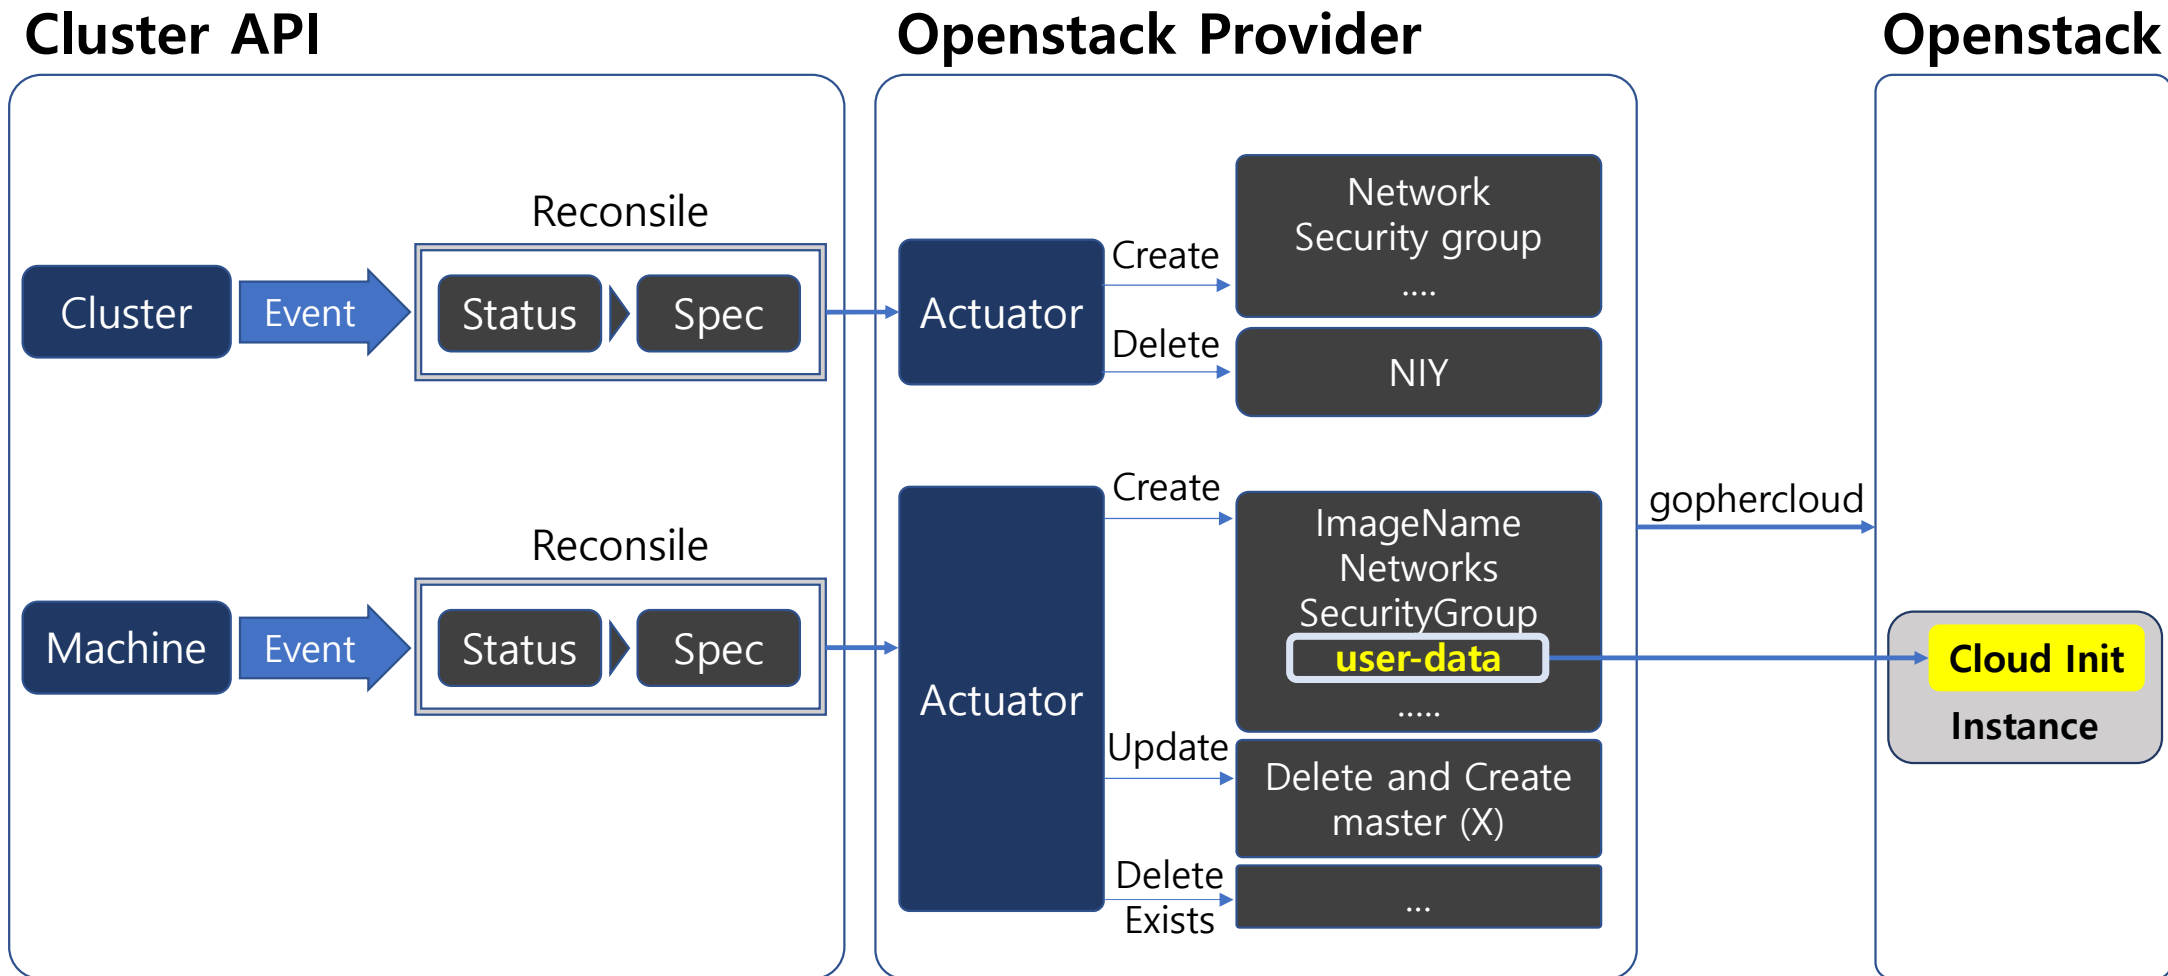 Cluster API
Openstack Provider
Openstack
Reconsile
Cluster
Event
Status
Spec
Actuator
Create
Network
Security group
....
Delete
NIY
Reconsile
Machine
Event
Status
Spec
Actuator
Create
ImageName
Networks
SecurityGroup
user-data
.....
Update
Delete and Create
master (X)
Delete
Exists
...
gophercloud
Cloud Init
Instance